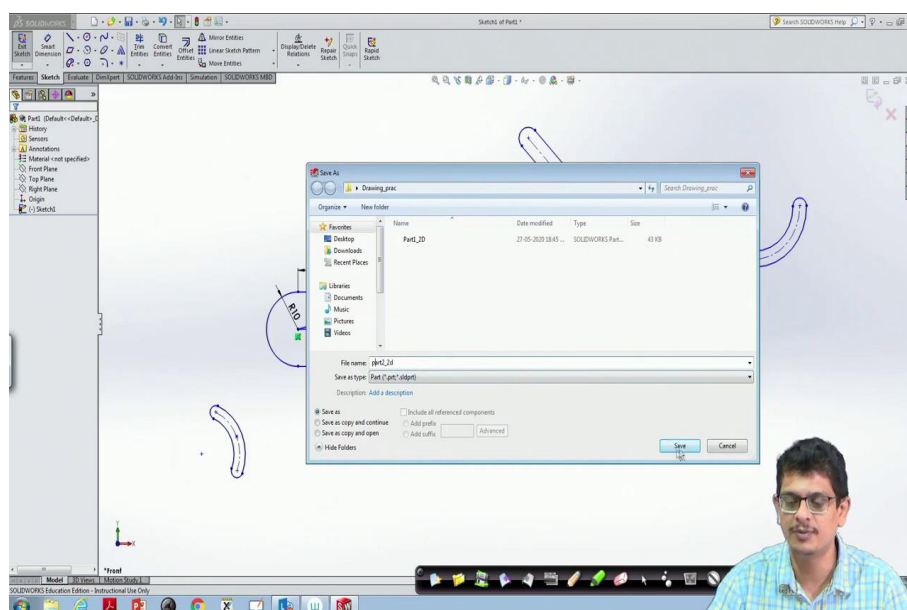 SOLIDWORKS
Sketch1 of Part1 *
Search SOLIDWORKS Help
Exit Sketch
Smart Dimension
Trim Entities
Convert Entities
Offset Entities
Mirror Entities
Linear Sketch Pattern
Move Entities
Display/Delete Relations
Repair Sketch
Quick Snaps
Rapid Sketch
Features Sketch Evaluate DimXpert SOLIDWORKS Add-Ins Simulation SOLIDWORKS MBD
Part1 (Default<<Default>_D
History
Sensors
Annotations
Material <not specified>
Front Plane
Top Plane
Right Plane
Origin
(-) Sketch1
R10
Save As
Drawing_prac
Search Drawing_prac
Organize New folder
Favorites
Desktop
Downloads
Recent Places
Libraries
Documents
Music
Pictures
Videos
Name Date modified Type Size
Part1_2D 27-05-2020 18:45 ... SOLIDWORKS Part... 43 KB
File name: part2_2d
Save as type: Part (*.prt;*.sldprt)
Description: Add a description
Save as
Save as copy and continue
Save as copy and open
Include all referenced components
Add prefix
Add suffix
Advanced
Hide Folders
Save Cancel
Y
X
*Front
Model 3D Views Motion Study 1
SOLIDWORKS Education Edition - Instructional Use Only